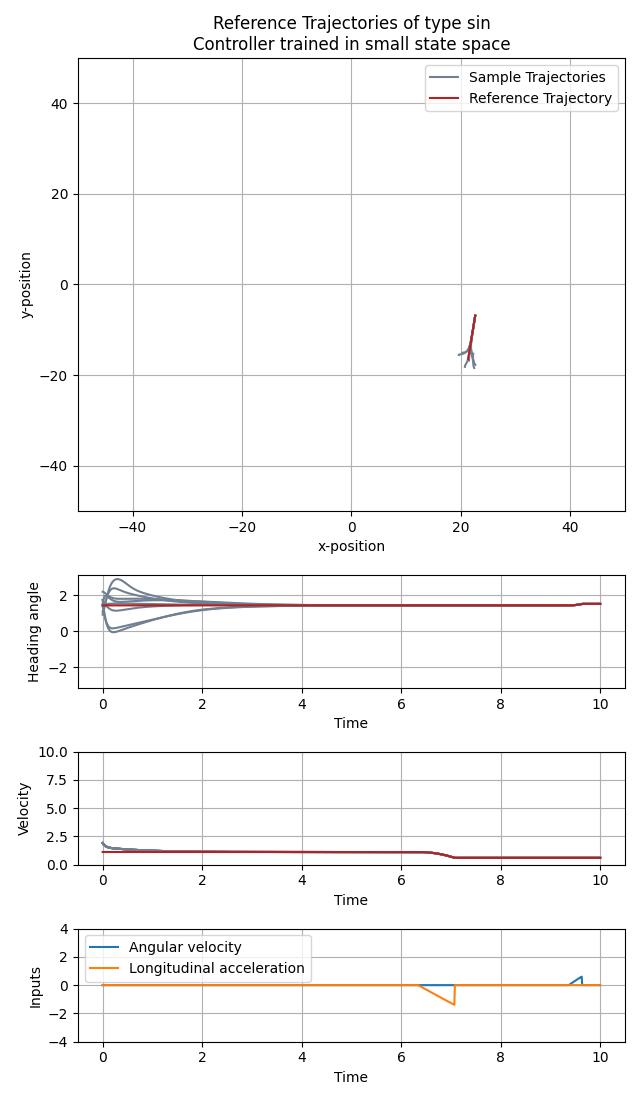 Reference Trajectories of type sin
Controller trained in small state space
Sample Trajectories
Reference Trajectory
40
20
0
−20
−40
y-position
−40 −20 0 20 40
x-position
2
0
−2
Heading angle
0 2 4 6 8 10
Time
10.0
7.5
5.0
2.5
0.0
Velocity
0 2 4 6 8 10
Time
Angular velocity
Longitudinal acceleration
4
2
0
−2
−4
Inputs
0 2 4 6 8 10
Time